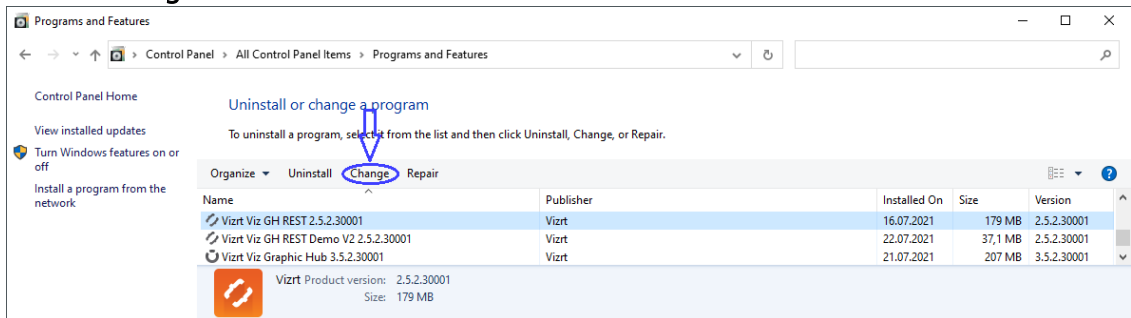 Programs and Features
Control Panel > All Control Panel Items > Programs and Features
Control Panel Home
View installed updates
Turn Windows features on or
off
Install a program from the
network
Uninstall or change a program
To uninstall a program, select it from the list and then click Uninstall, Change, or Repair.
Organize Uninstall Change Repair
Name Publisher Installed On Size Version
Vizrt Viz GH REST 2.5.2.30001 Vizrt 16.07.2021 179 MB 2.5.2.30001
Vizrt Viz GH REST Demo V2 2.5.2.30001 Vizrt 22.07.2021 37,1 MB 2.5.2.30001
Vizrt Viz Graphic Hub 3.5.2.30001 Vizrt 21.07.2021 207 MB 3.5.2.30001
Vizrt Product version: 2.5.2.30001
Size: 179 MB